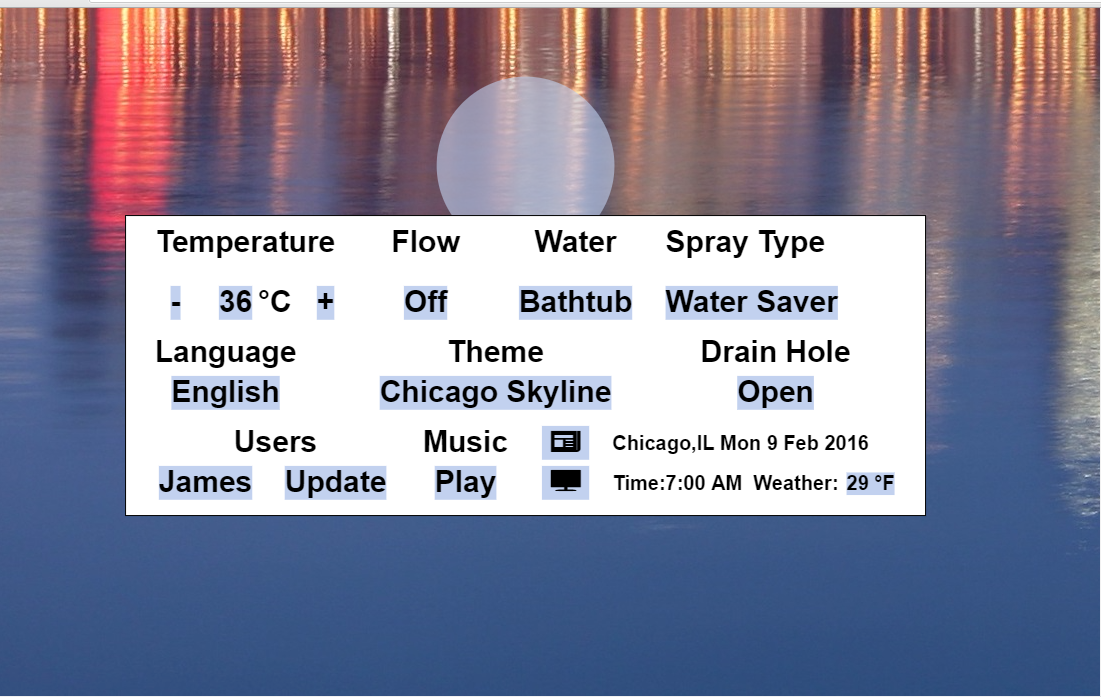 Temperature Flow Water Spray Type
- 36 °C + Off Bathtub Water Saver
Language Theme Drain Hole
English Chicago Skyline Open
Users Music Chicago,IL Mon 9 Feb 2016
James Update Play Time:7:00 AM Weather: 29 °F